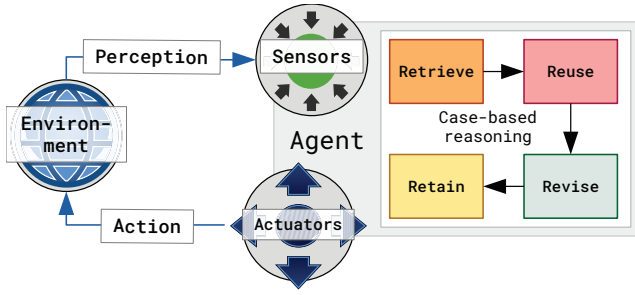 Perception
Sensors
Retrieve
Reuse
Environ-
ment
Agent
Case-based
reasoning
Retain
Revise
Action
Actuators